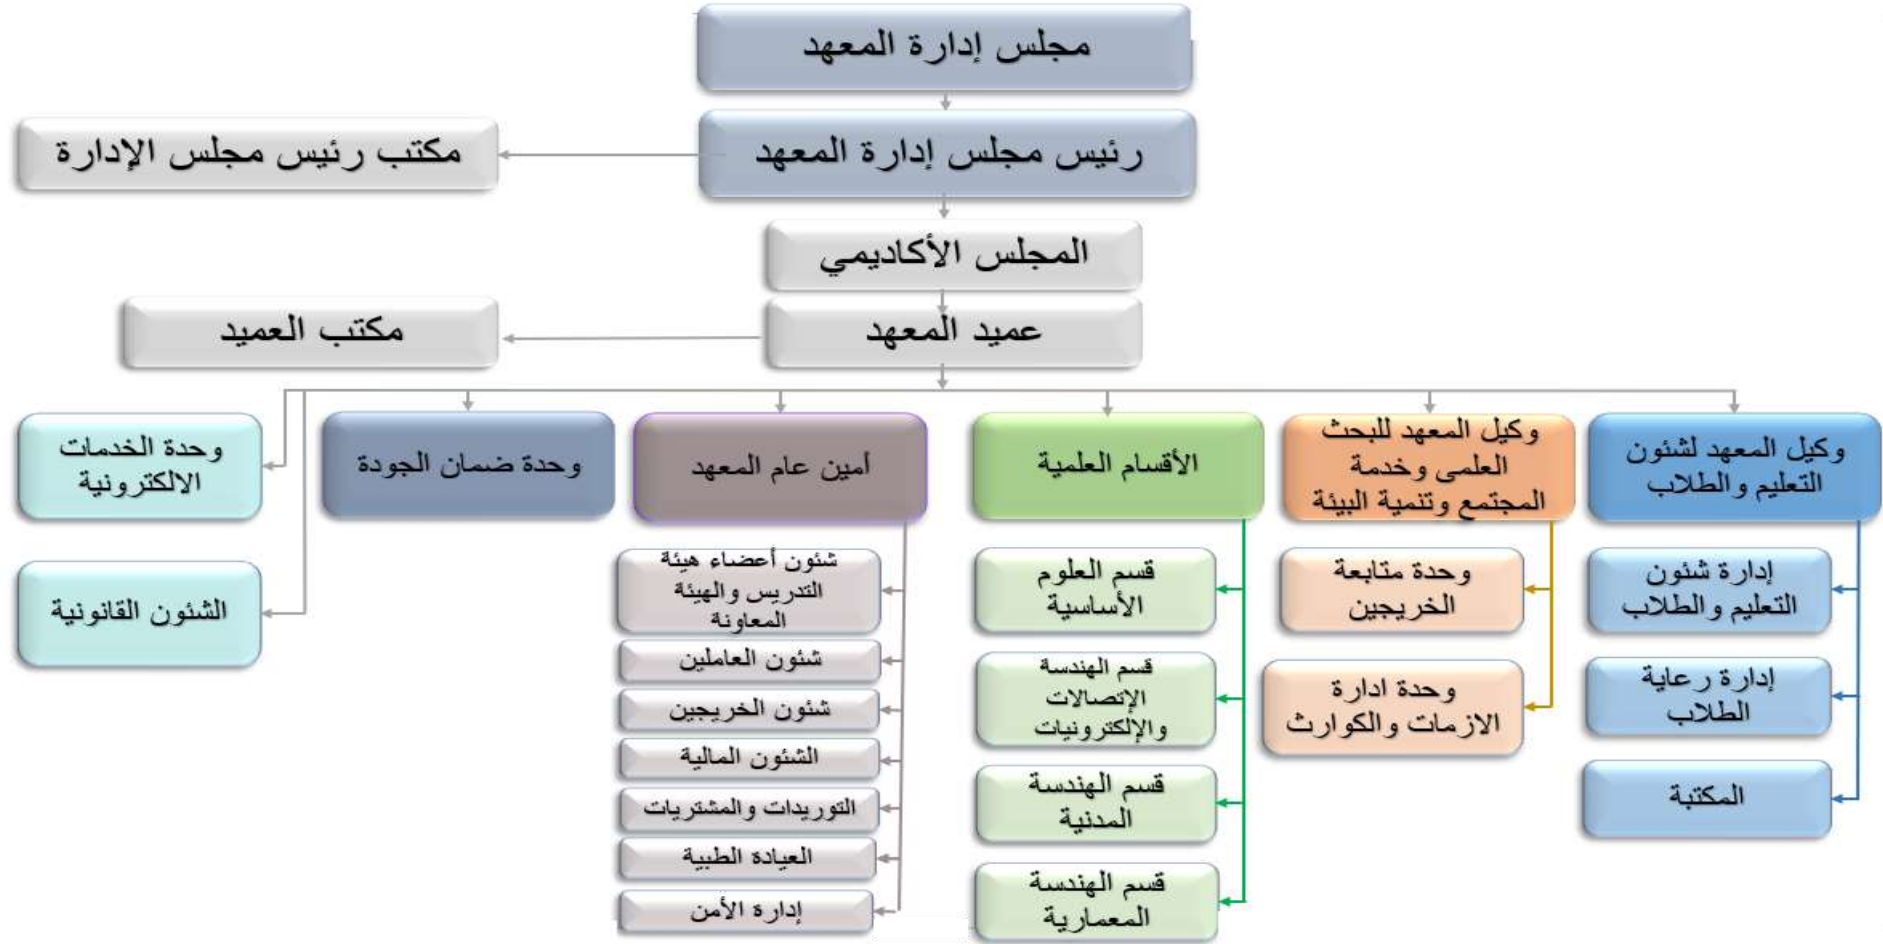 مجلس إدارة المعهد
رئيس مجلس إدارة المعهد
مكتب رئيس مجلس الإدارة
المجلس الأكاديمي
عميد المعهد
مكتب العميد
وكيل المعهد لشئون
التعليم والطلاب
إدارة شئون
التعليم والطلاب
إدارة رعاية
الطلاب
المكتبة
وكيل المعهد للبحث
العلمى وخدمة
المجتمع وتنمية البيئة
وحدة متابعة
الخريجين
وحدة ادارة
الازمات والكوارث
الأقسام العلمية
قسم العلوم
الأساسية
قسم الهندسة
الإتصالات
والإلكترونيات
قسم الهندسة
المدنية
قسم الهندسة
المعمارية
أمين عام المعهد
شئون أعضاء هيئة
التدريس والهيئة
المعاونة
شئون العاملين
شئون الخريجين
الشئون المالية
التوريدات والمشتريات
العيادة الطبية
إدارة الأمن
وحدة ضمان الجودة
وحدة الخدمات
الالكترونية
الشئون القانونية